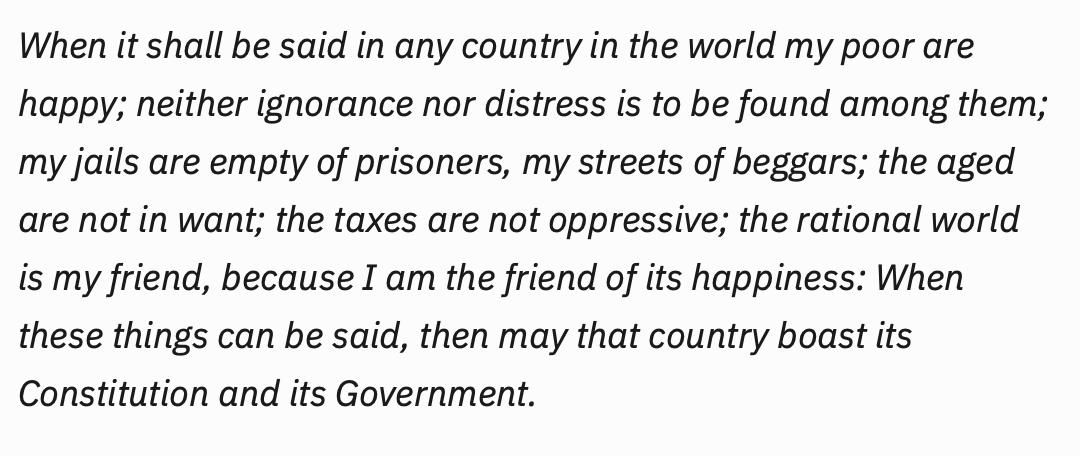 When it shall be said in any country in the world my poor are
happy; neither ignorance nor distress is to be found among them;
my jails are empty of prisoners, my streets of beggars; the aged
are not in want; the taxes are not oppressive; the rational world
is my friend, because I am the friend of its happiness: When
these things can be said, then may that country boast its
Constitution and its Government.